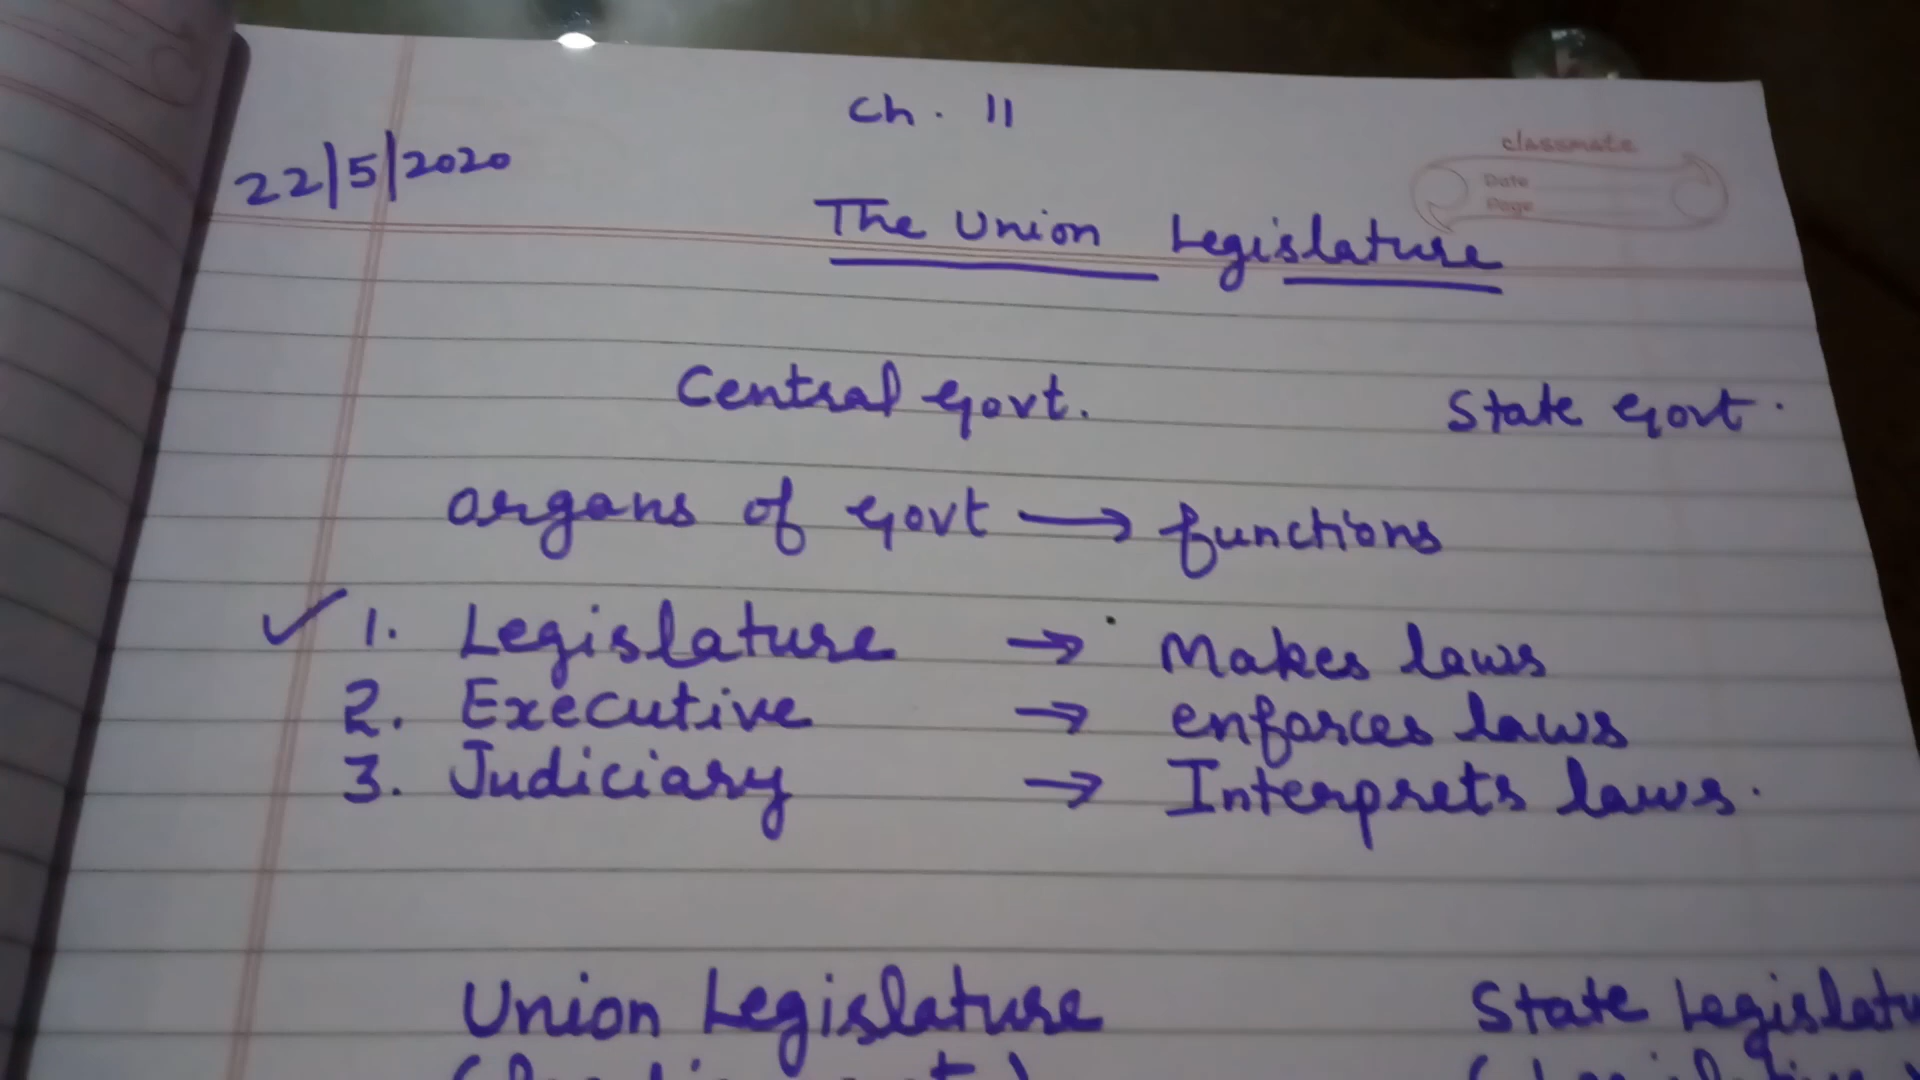 Ch. 11
classmate
22/5/2020
Date
Page
The Union Legislature
Central Govt. State Govt.
organs of Govt → functions
✓ 1. Legislature → Makes laws
2. Executive → enforces laws
3. Judiciary → Interprets laws.
Union Legislature State Legislatu